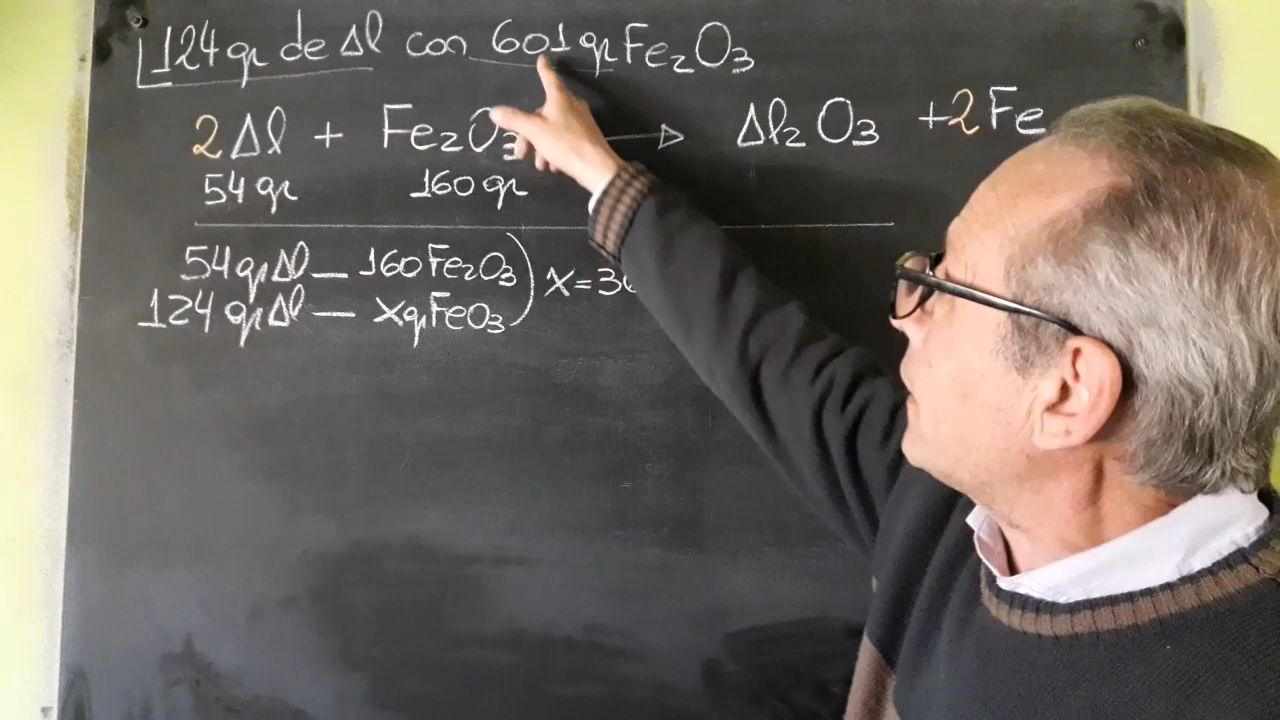 124 gr de Al con 601 gr Fe2O3
2Al + Fe2O3 → Al2O3 + 2Fe
54 gr 160 gr
54 gr Al — 160 Fe2O3
124 gr Al — x gr FeO3
) x=36